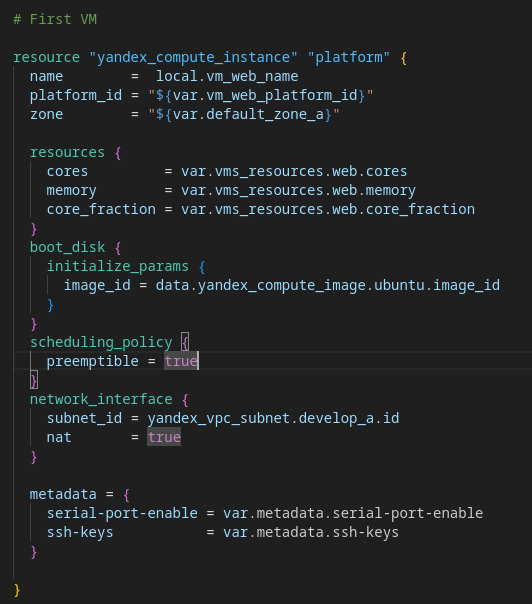 # First VM
resource "yandex_compute_instance" "platform" {
  name        =  local.vm_web_name
  platform_id = "${var.vm_web_platform_id}"
  zone        = "${var.default_zone_a}"
  resources {
    cores         = var.vms_resources.web.cores
    memory        = var.vms_resources.web.memory
    core_fraction = var.vms_resources.web.core_fraction
  }
  boot_disk {
    initialize_params {
      image_id = data.yandex_compute_image.ubuntu.image_id
    }
  }
  scheduling_policy {
    preemptible = true
  }
  network_interface {
    subnet_id = yandex_vpc_subnet.develop_a.id
    nat       = true
  }
  metadata = {
    serial-port-enable = var.metadata.serial-port-enable
    ssh-keys           = var.metadata.ssh-keys
  }
}